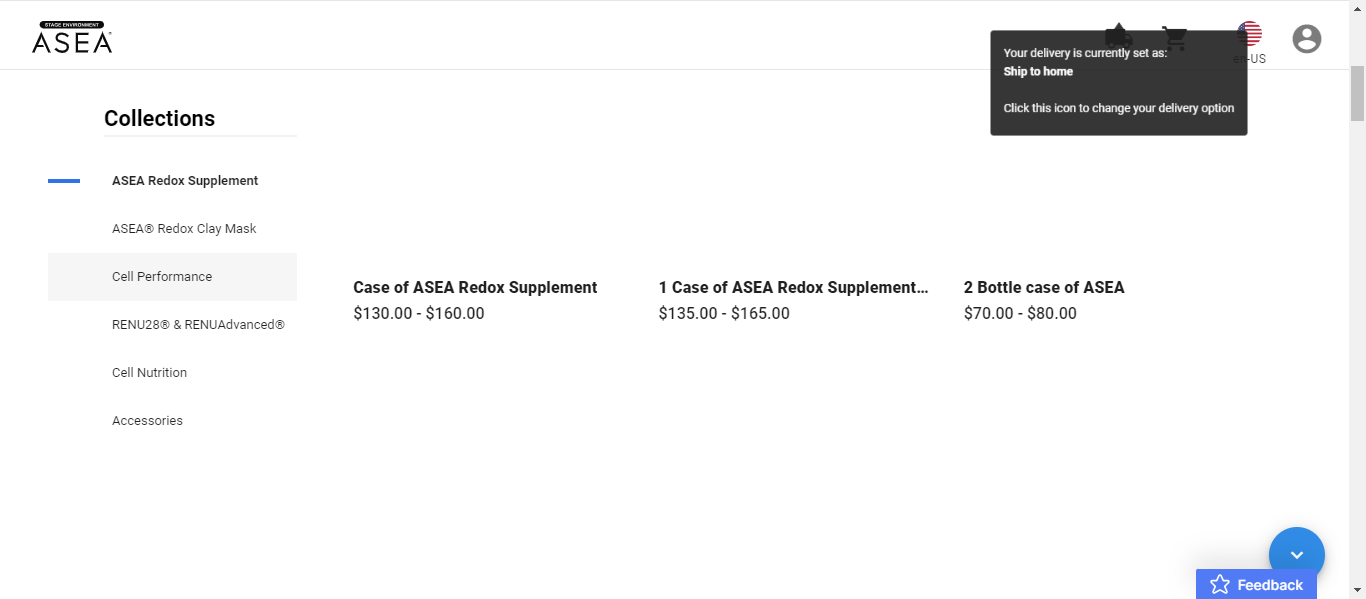 STAGE ENVIRONMENT
ASEA
en-US
Your delivery is currently set as:
Ship to home
Click this icon to change your delivery option
Collections
ASEA Redox Supplement
ASEA® Redox Clay Mask
Cell Performance
RENU28® & RENUAdvanced®
Cell Nutrition
Accessories
Case of ASEA Redox Supplement
$130.00 - $160.00
1 Case of ASEA Redox Supplement...
$135.00 - $165.00
2 Bottle case of ASEA
$70.00 - $80.00
Feedback